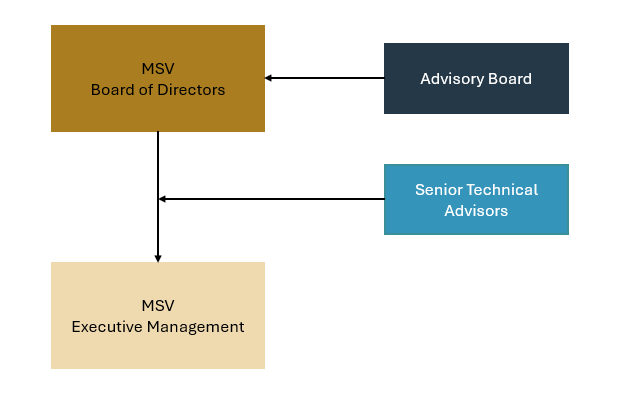 MSV
Board of Directors
Advisory Board
Senior Technical
Advisors
MSV
Executive Management